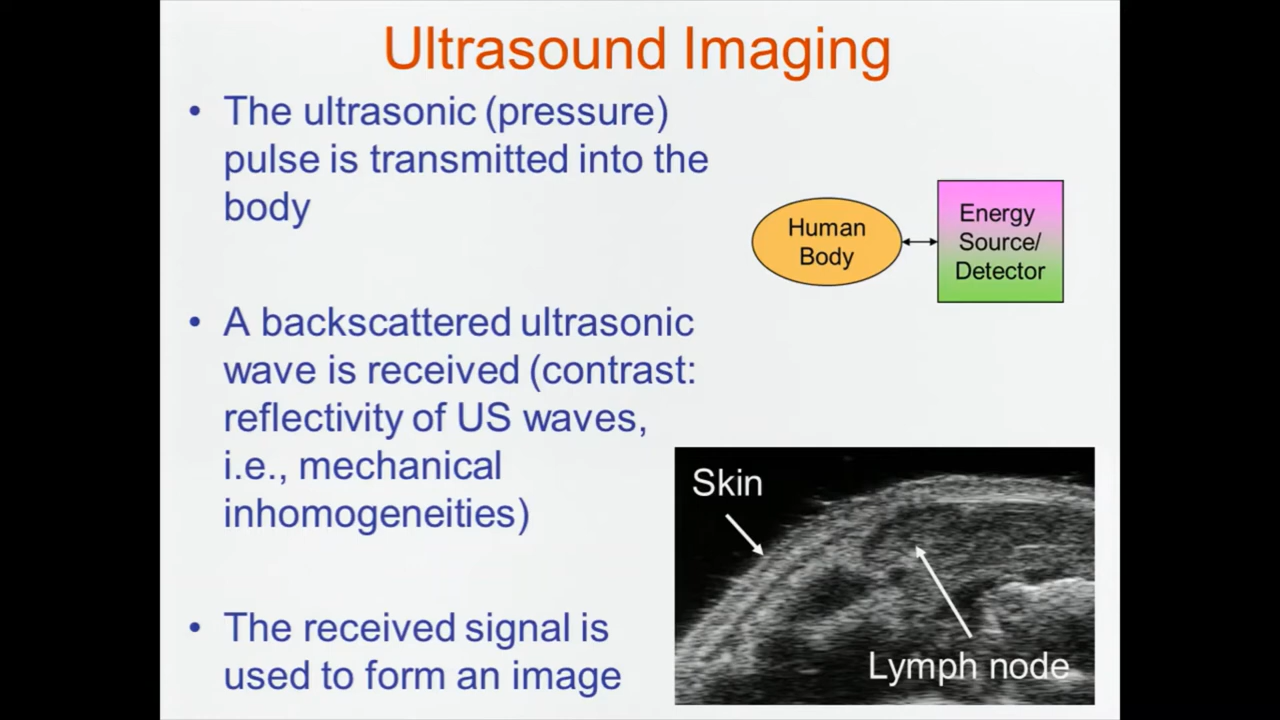 Ultrasound Imaging
• The ultrasonic (pressure)
pulse is transmitted into the
body
Human
Body
Energy
Source/
Detector
• A backscattered ultrasonic
wave is received (contrast:
reflectivity of US waves,
i.e., mechanical
inhomogeneities)
• The received signal is
used to form an image
Skin
Lymph node